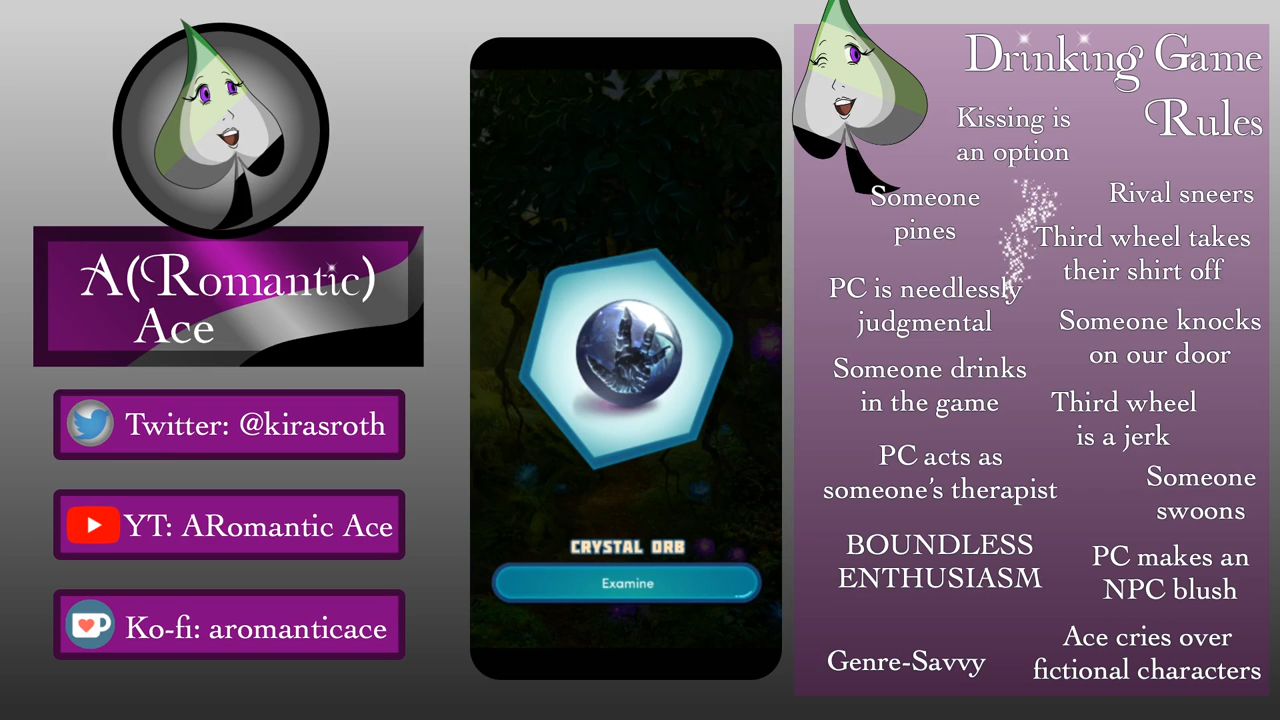 A(Romantic)
Ace
Twitter: @kirasroth
YT: ARomantic Ace
Ko-fi: aromanticace
CRYSTAL ORB
Examine
Drinking Game
Rules
Kissing is
an option
Someone
pines
Rival sneers
Third wheel takes
their shirt off
PC is needlessly
judgmental
Someone knocks
on our door
Someone drinks
in the game
Third wheel
is a jerk
PC acts as
someone's therapist
Someone
swoons
BOUNDLESS
ENTHUSIASM
PC makes an
NPC blush
Genre-Savvy
Ace cries over
fictional characters